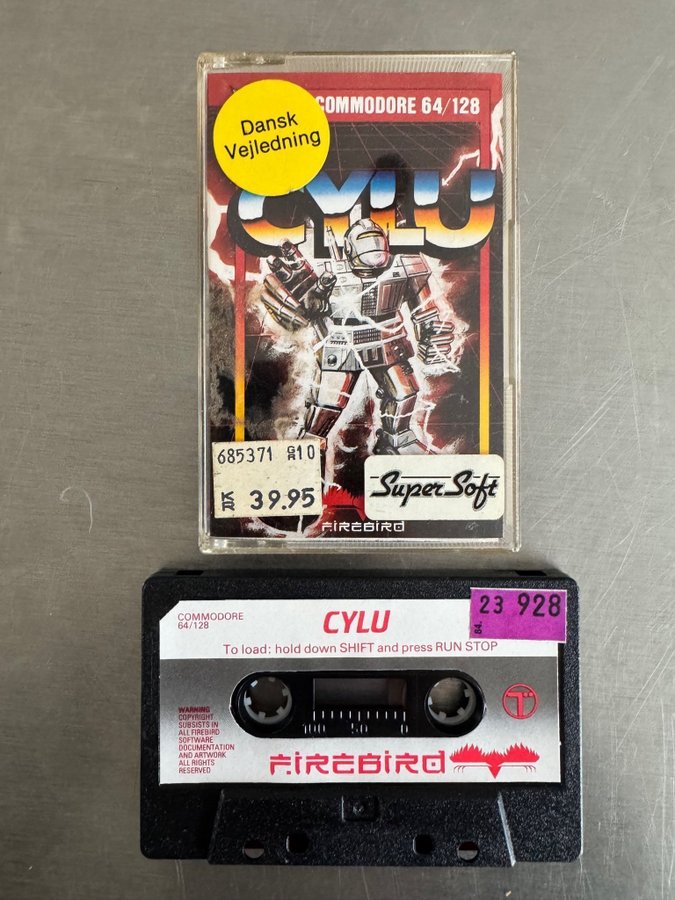 Dansk
Vejledning
COMMODORE 64/128
CYLU
685371 GR10
KR 39.95
Super Soft
FIREBIRD
COMMODORE
64/128
CYLU
23 928
64.
To load: hold down SHIFT and press RUN STOP
WARNING
COPYRIGHT
SUBSISTS IN
ALL FIREBIRD
SOFTWARE
DOCUMENTATION
AND ARTWORK
ALL RIGHTS
RESERVED
100 50 0
FIREBIRD